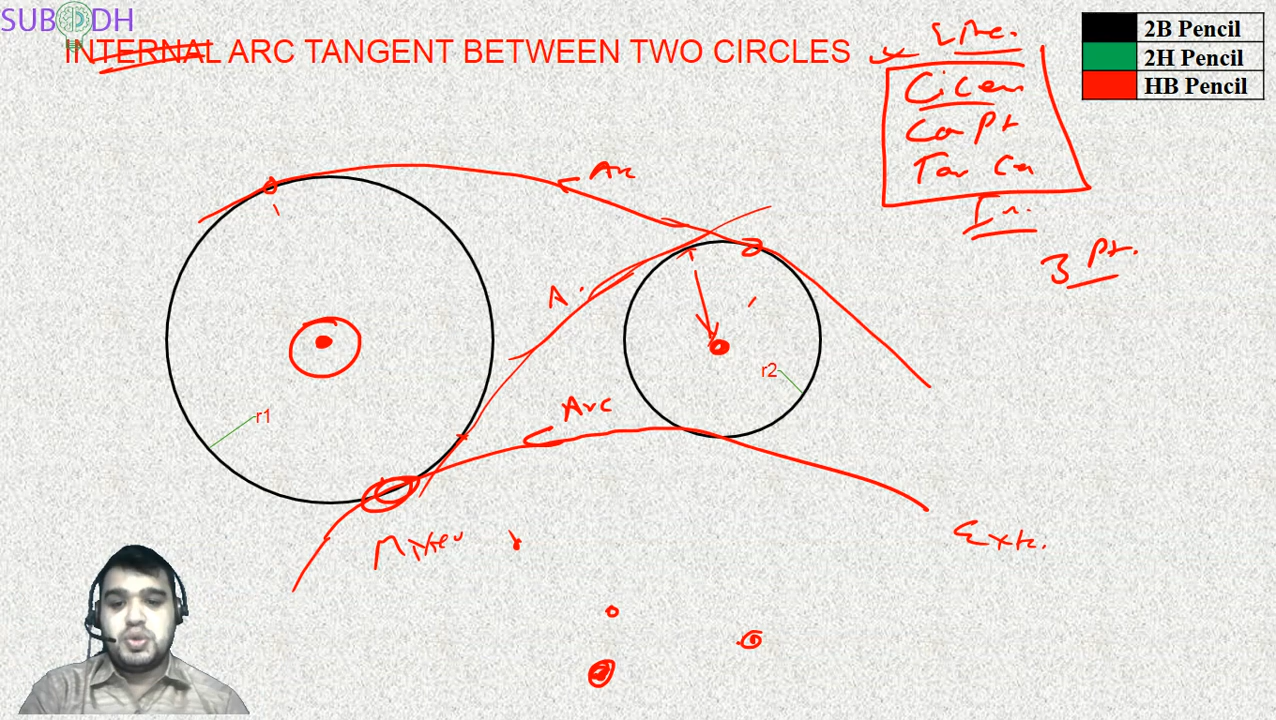 SUBODH
INTERNAL ARC TANGENT BETWEEN TWO CIRCLES
2B Pencil
2H Pencil
HB Pencil
Line.
Arc
3 Pt.
r2
r1
Arc
Ext.